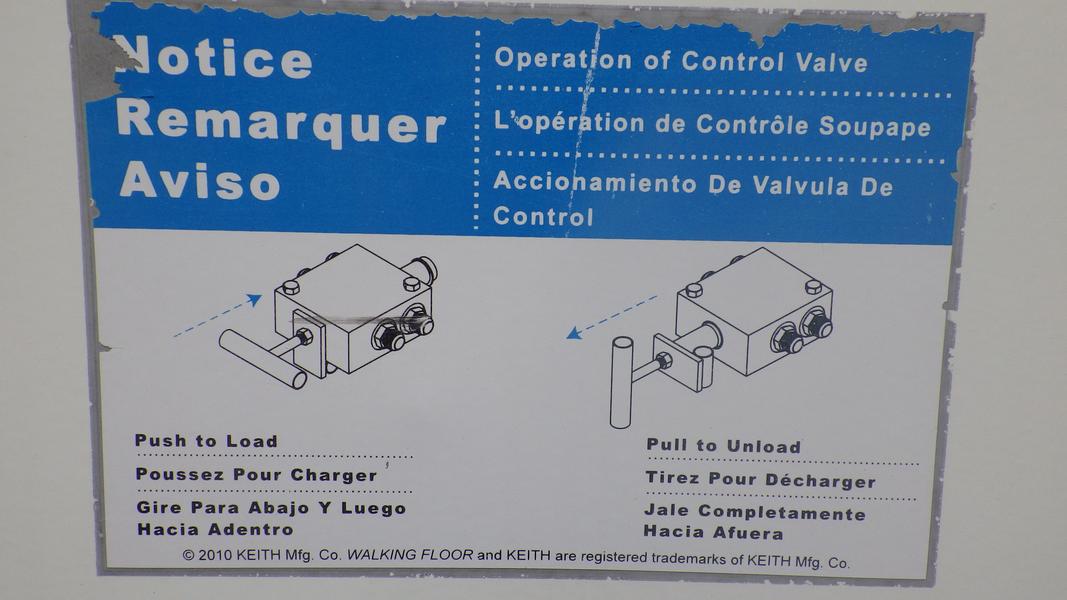 Notice
Remarquer
Aviso
Operation of Control Valve
L'opération de Contrôle Soupape
Accionamiento De Valvula De
Control
Push to Load
Poussez Pour Charger
Gire Para Abajo Y Luego
Hacia Adentro
Pull to Unload
Tirez Pour Décharger
Jale Completamente
Hacia Afuera
© 2010 KEITH Mfg. Co. WALKING FLOOR and KEITH are registered trademarks of KEITH Mfg. Co.